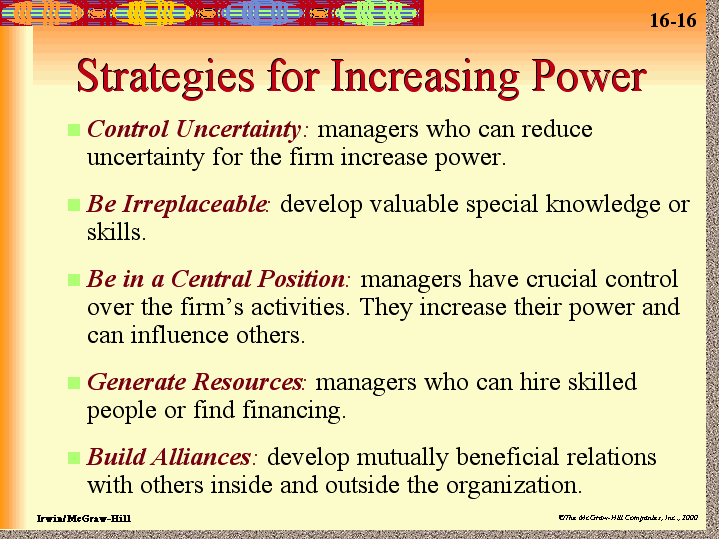 16-16
Strategies for Increasing Power
Control Uncertainty: managers who can reduce
uncertainty for the firm increase power.
Be Irreplaceable: develop valuable special knowledge or
skills.
Be in a Central Position: managers have crucial control
over the firm’s activities. They increase their power and
can influence others.
Generate Resources: managers who can hire skilled
people or find financing.
Build Alliances: develop mutually beneficial relations
with others inside and outside the organization.
Irwin/McGraw-Hill
©The McGraw-Hill Companies, Inc., 2000